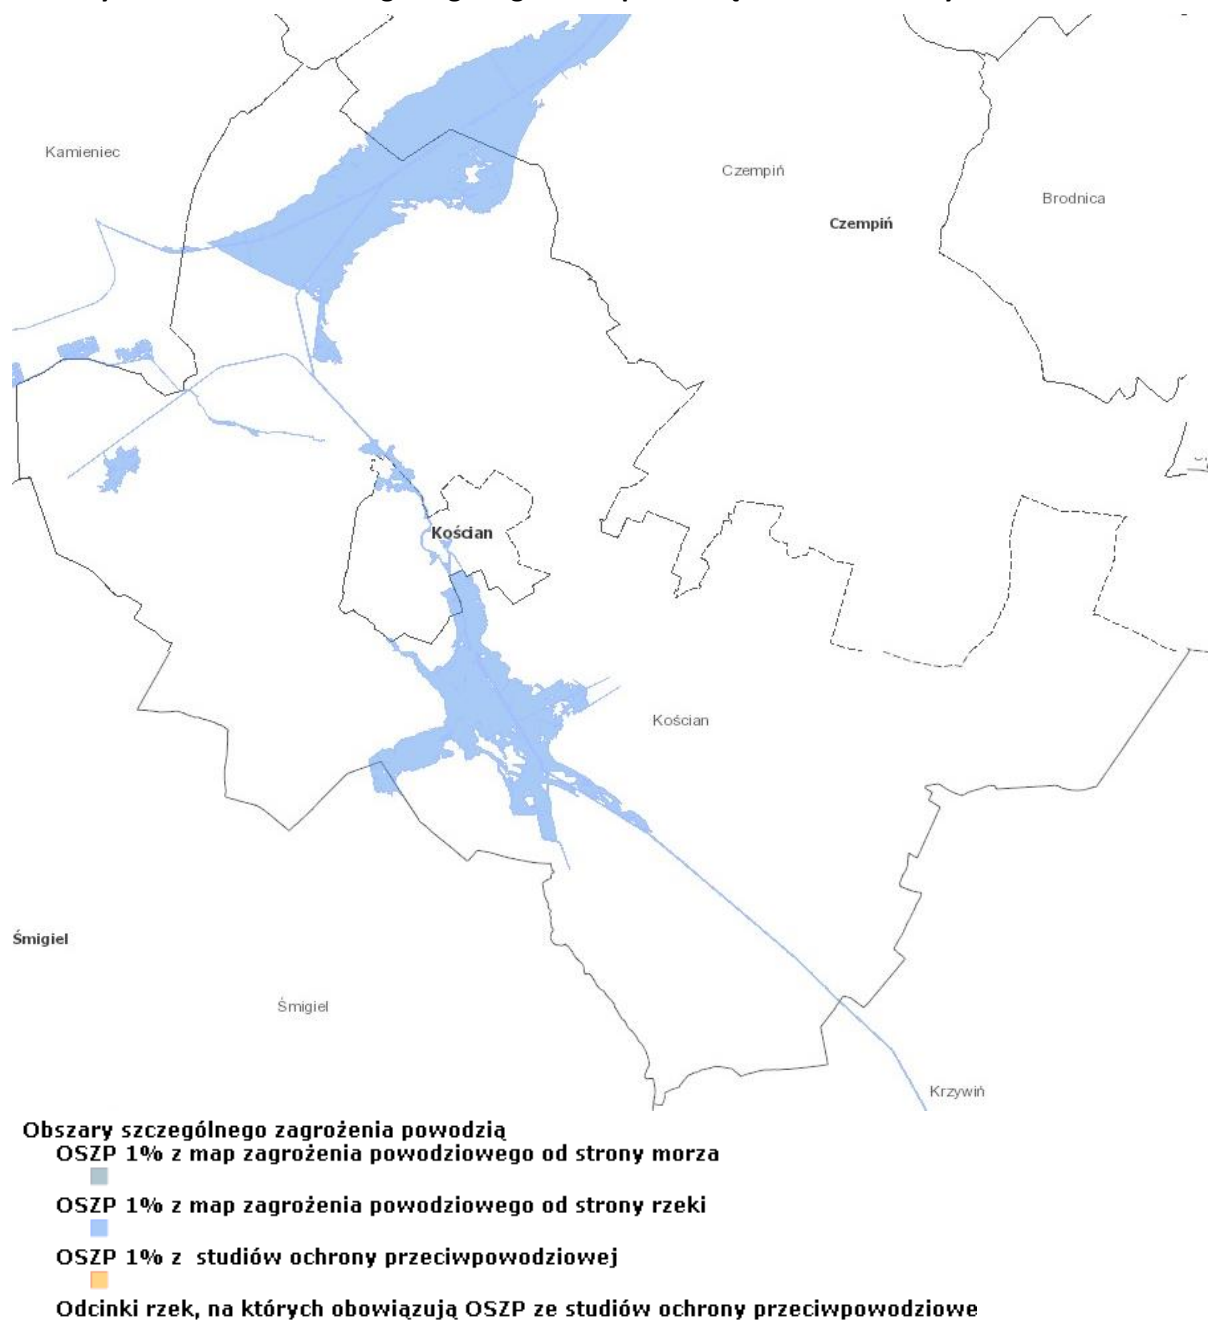 Kamieniec
Czempiń
Brodnica
Czempiń
Kościan
Kościan
Śmigiel
Śmigiel
Krzywiń
Obszary szczególnego zagrożenia powodzią
OSZP 1% z map zagrożenia powodziowego od strony morza
OSZP 1% z map zagrożenia powodziowego od strony rzeki
OSZP 1% z studiów ochrony przeciwpowodziowej
Odcinki rzek, na których obowiązują OSZP ze studiów ochrony przeciwpowodziowe